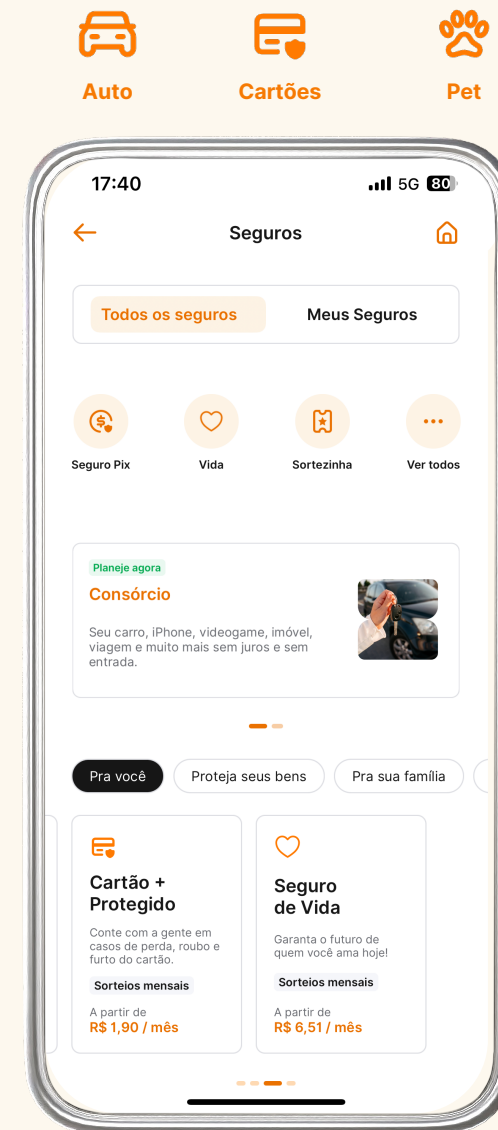 Auto
Cartões
Pet
17:40
5G 80
Seguros
Todos os seguros
Meus Seguros
Seguro Pix
Vida
Sortezinha
Ver todos
Planeje agora
Consórcio
Seu carro, iPhone, videogame, imóvel,
viagem e muito mais sem juros e sem
entrada.
Pra você
Proteja seus bens
Pra sua família
Cartão +
Protegido
Conte com a gente em
casos de perda, roubo e
furto do cartão.
Sorteios mensais
A partir de
R$ 1,90 / mês
Seguro
de Vida
Garanta o futuro de
quem você ama hoje!
Sorteios mensais
A partir de
R$ 6,51 / mês